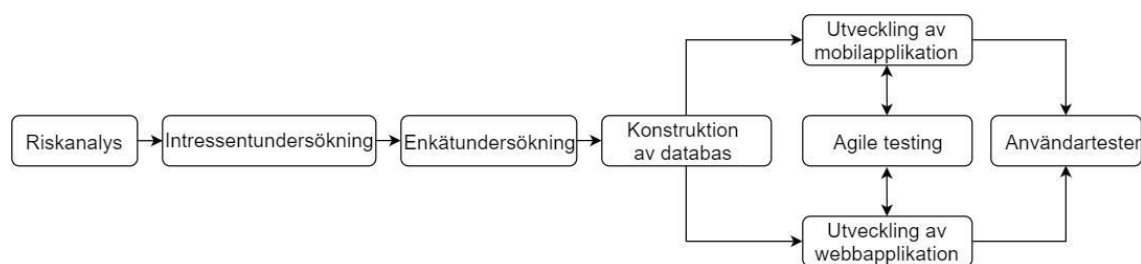 Riskanalys
Intressentundersökning
Enkätundersökning
Konstruktion
av databas
Utveckling av
mobilapplikation
Agile testing
Utveckling av
webbapplikation
Användartester